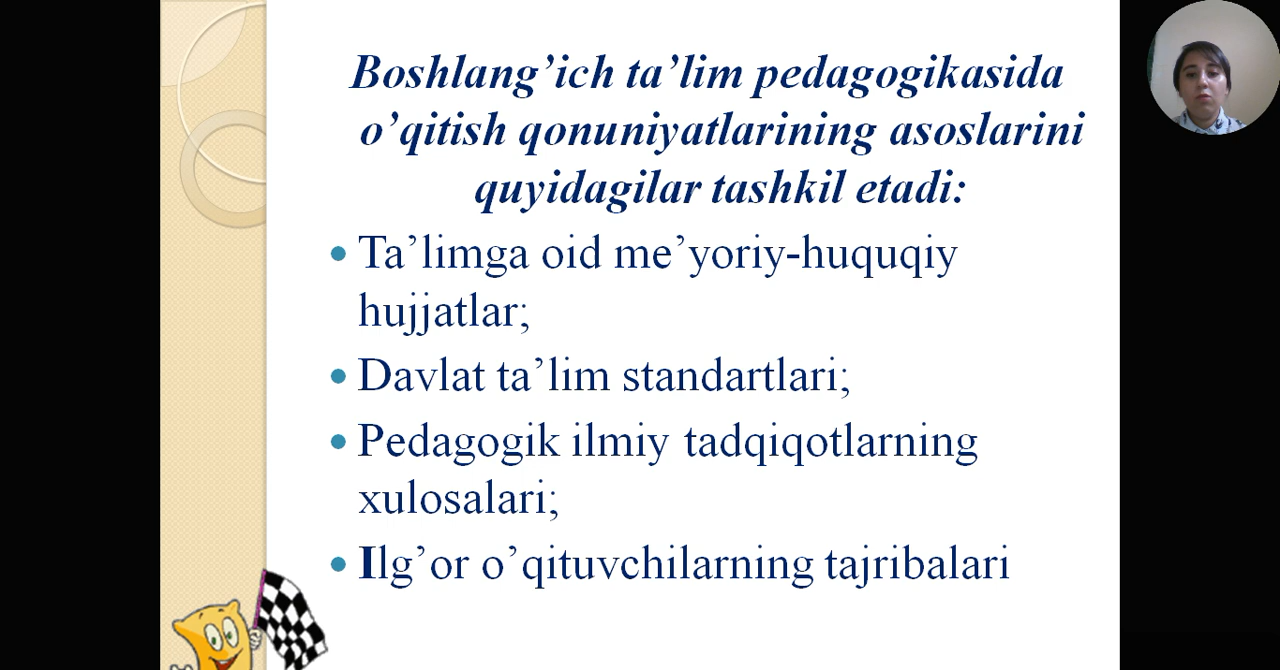 Boshlang’ich ta’lim pedagogikasida
o’qitish qonuniyatlarining asoslarini
quyidagilar tashkil etadi:
• Ta’limga oid me’yoriy-huquqiy
hujjatlar;
• Davlat ta’lim standartlari;
• Pedagogik ilmiy tadqiqotlarning
xulosalari;
• Ilg’or o’qituvchilarning tajribalari